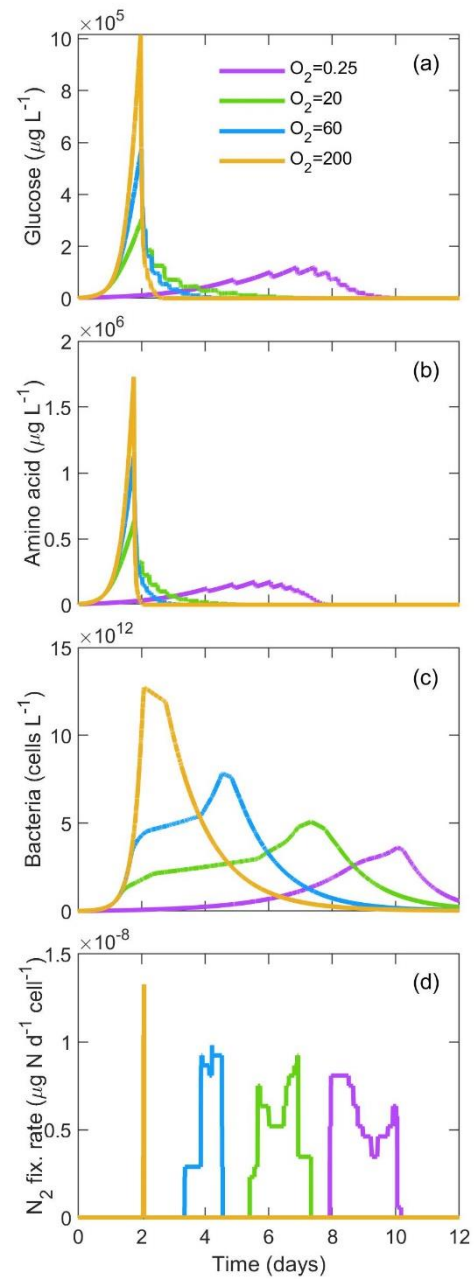 ×10⁵
10
8
6
4
2
0
Glucose (μg L⁻¹)
(a)
O₂=0.25
O₂=20
O₂=60
O₂=200
×10⁶
2
1.5
1
0.5
0
Amino acid (μg L⁻¹)
(b)
×10¹²
15
10
5
0
Bacteria (cells L⁻¹)
(c)
×10⁻⁸
1.5
1
0.5
0
N₂ fix. rate (μg N d⁻¹ cell⁻¹)
(d)
0 2 4 6 8 10 12
Time (days)